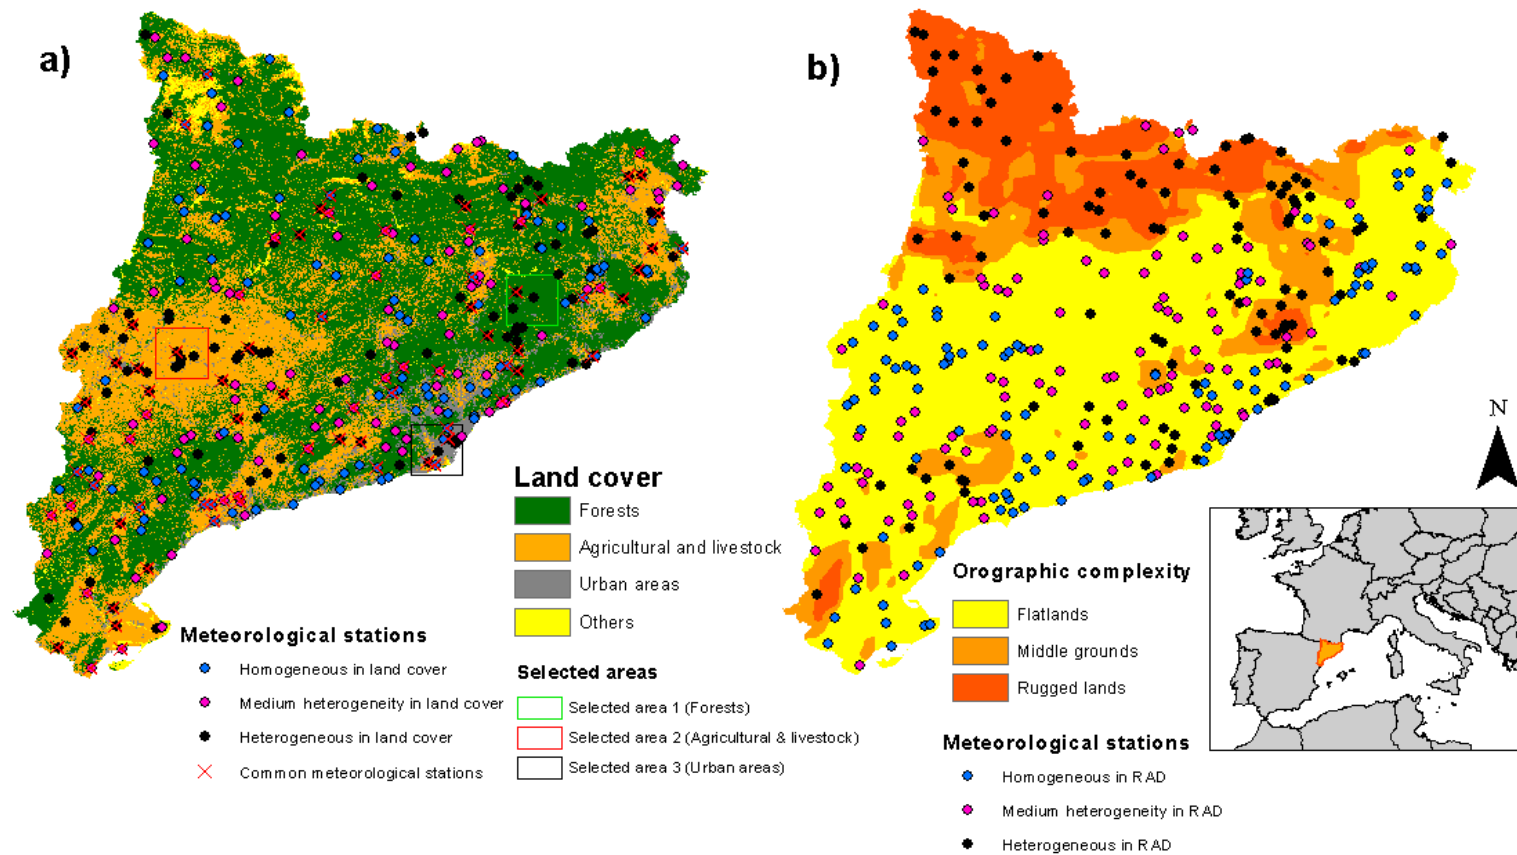 a)
Land cover
Forests
Agricultural and livestock
Urban areas
Others
Meteorological stations
Homogeneous in land cover
Medium heterogeneity in land cover
Heterogeneous in land cover
Common meteorological stations
Selected areas
Selected area 1 (Forests)
Selected area 2 (Agricultural & livestock)
Selected area 3 (Urban areas)
b)
N
Orographic complexity
Flatlands
Middle grounds
Rugged lands
Meteorological stations
Homogeneous in RAD
Medium heterogeneity in RAD
Heterogeneous in RAD